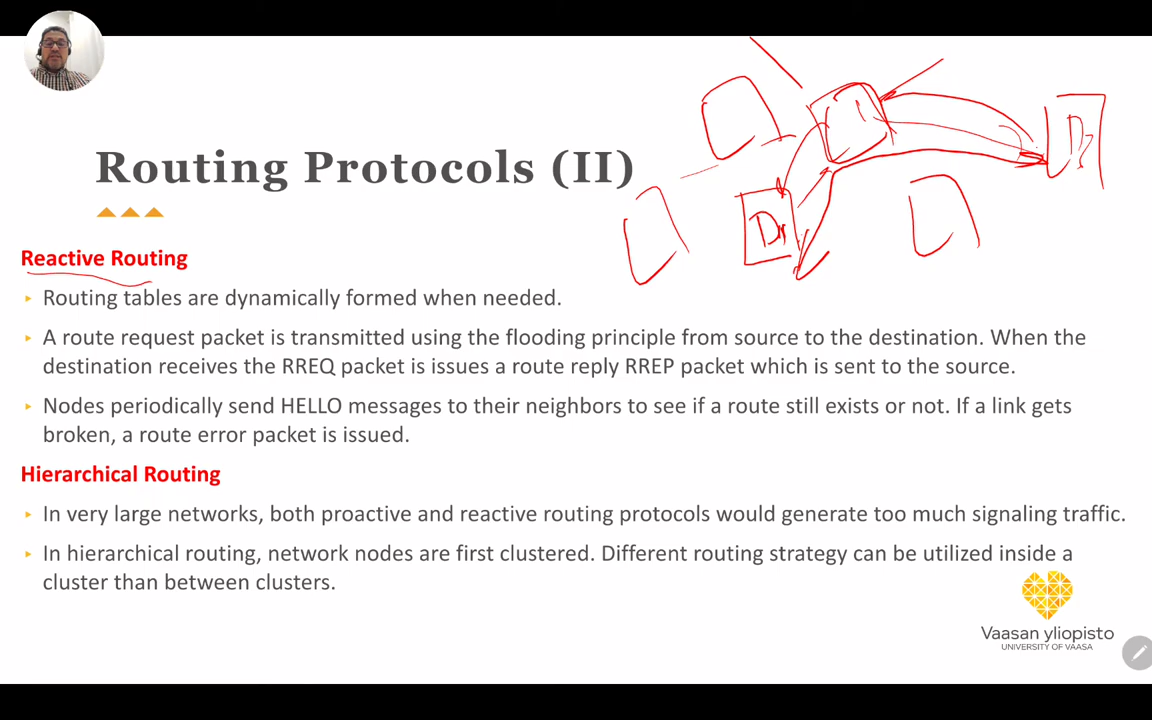 Routing Protocols (II)
Reactive Routing
▸ Routing tables are dynamically formed when needed.
▸ A route request packet is transmitted using the flooding principle from source to the destination. When the
destination receives the RREQ packet is issues a route reply RREP packet which is sent to the source.
▸ Nodes periodically send HELLO messages to their neighbors to see if a route still exists or not. If a link gets
broken, a route error packet is issued.
Hierarchical Routing
▸ In very large networks, both proactive and reactive routing protocols would generate too much signaling traffic.
▸ In hierarchical routing, network nodes are first clustered. Different routing strategy can be utilized inside a
cluster than between clusters.
Vaasan yliopisto
UNIVERSITY OF VAASA